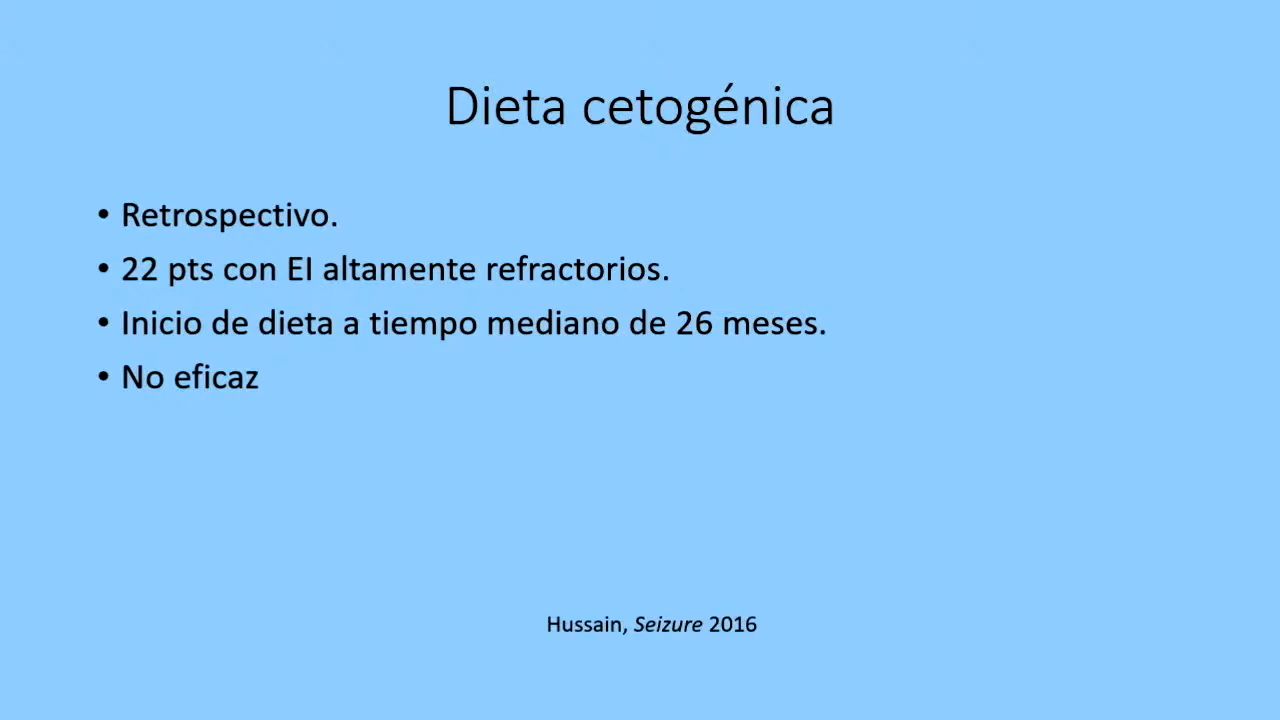 Dieta cetogénica
• Retrospectivo.
• 22 pts con EI altamente refractorios.
• Inicio de dieta a tiempo mediano de 26 meses.
• No eficaz
Hussain, Seizure 2016